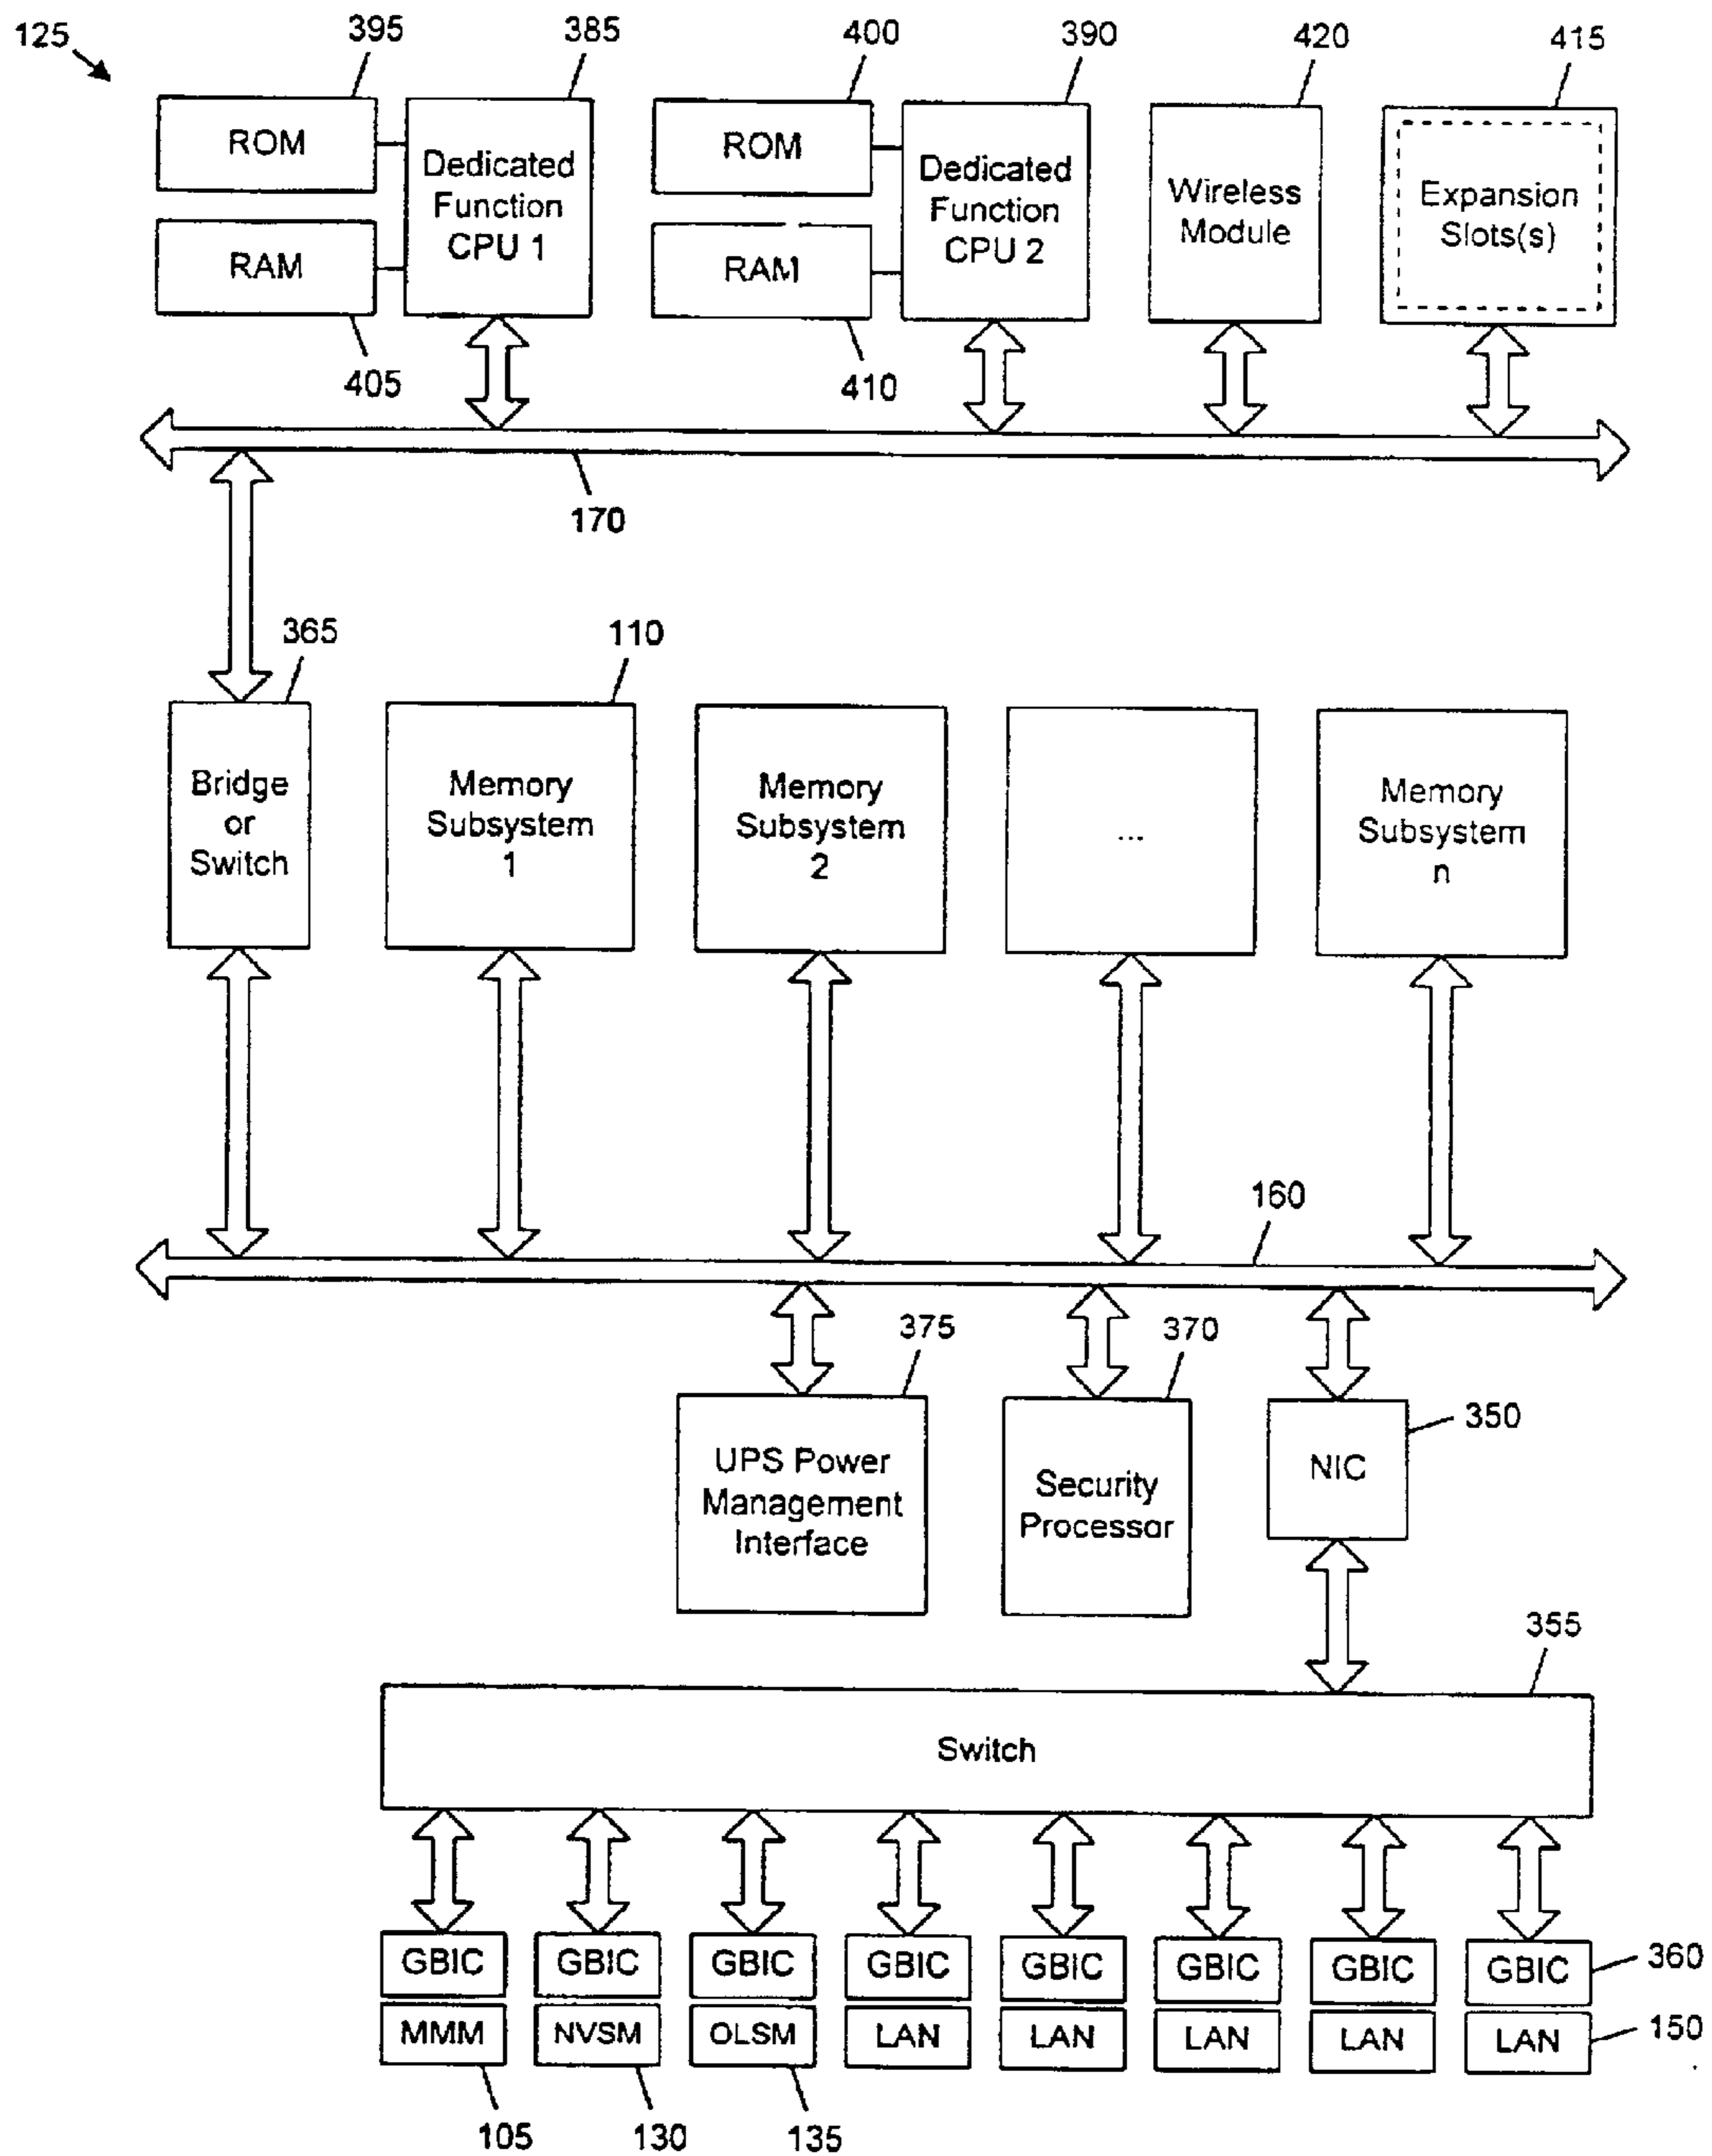 125
395
385
400
390
420
415
ROM
Dedicated
Function
CPU 1
RAM
ROM
Dedicated
Function
CPU 2
RAM
Wireless
Module
Expansion
Slots(s)
405
410
170
365
110
Bridge
or
Switch
Memory
Subsystem
1
Memory
Subsystem
2
...
Memory
Subsystem
n
160
375
370
350
UPS Power
Management
Interface
Security
Processor
NIC
355
Switch
GBIC
GBIC
GBIC
GBIC
GBIC
GBIC
GBIC
GBIC
360
MMM
NVSM
OLSM
LAN
LAN
LAN
LAN
LAN
150
105
130
135